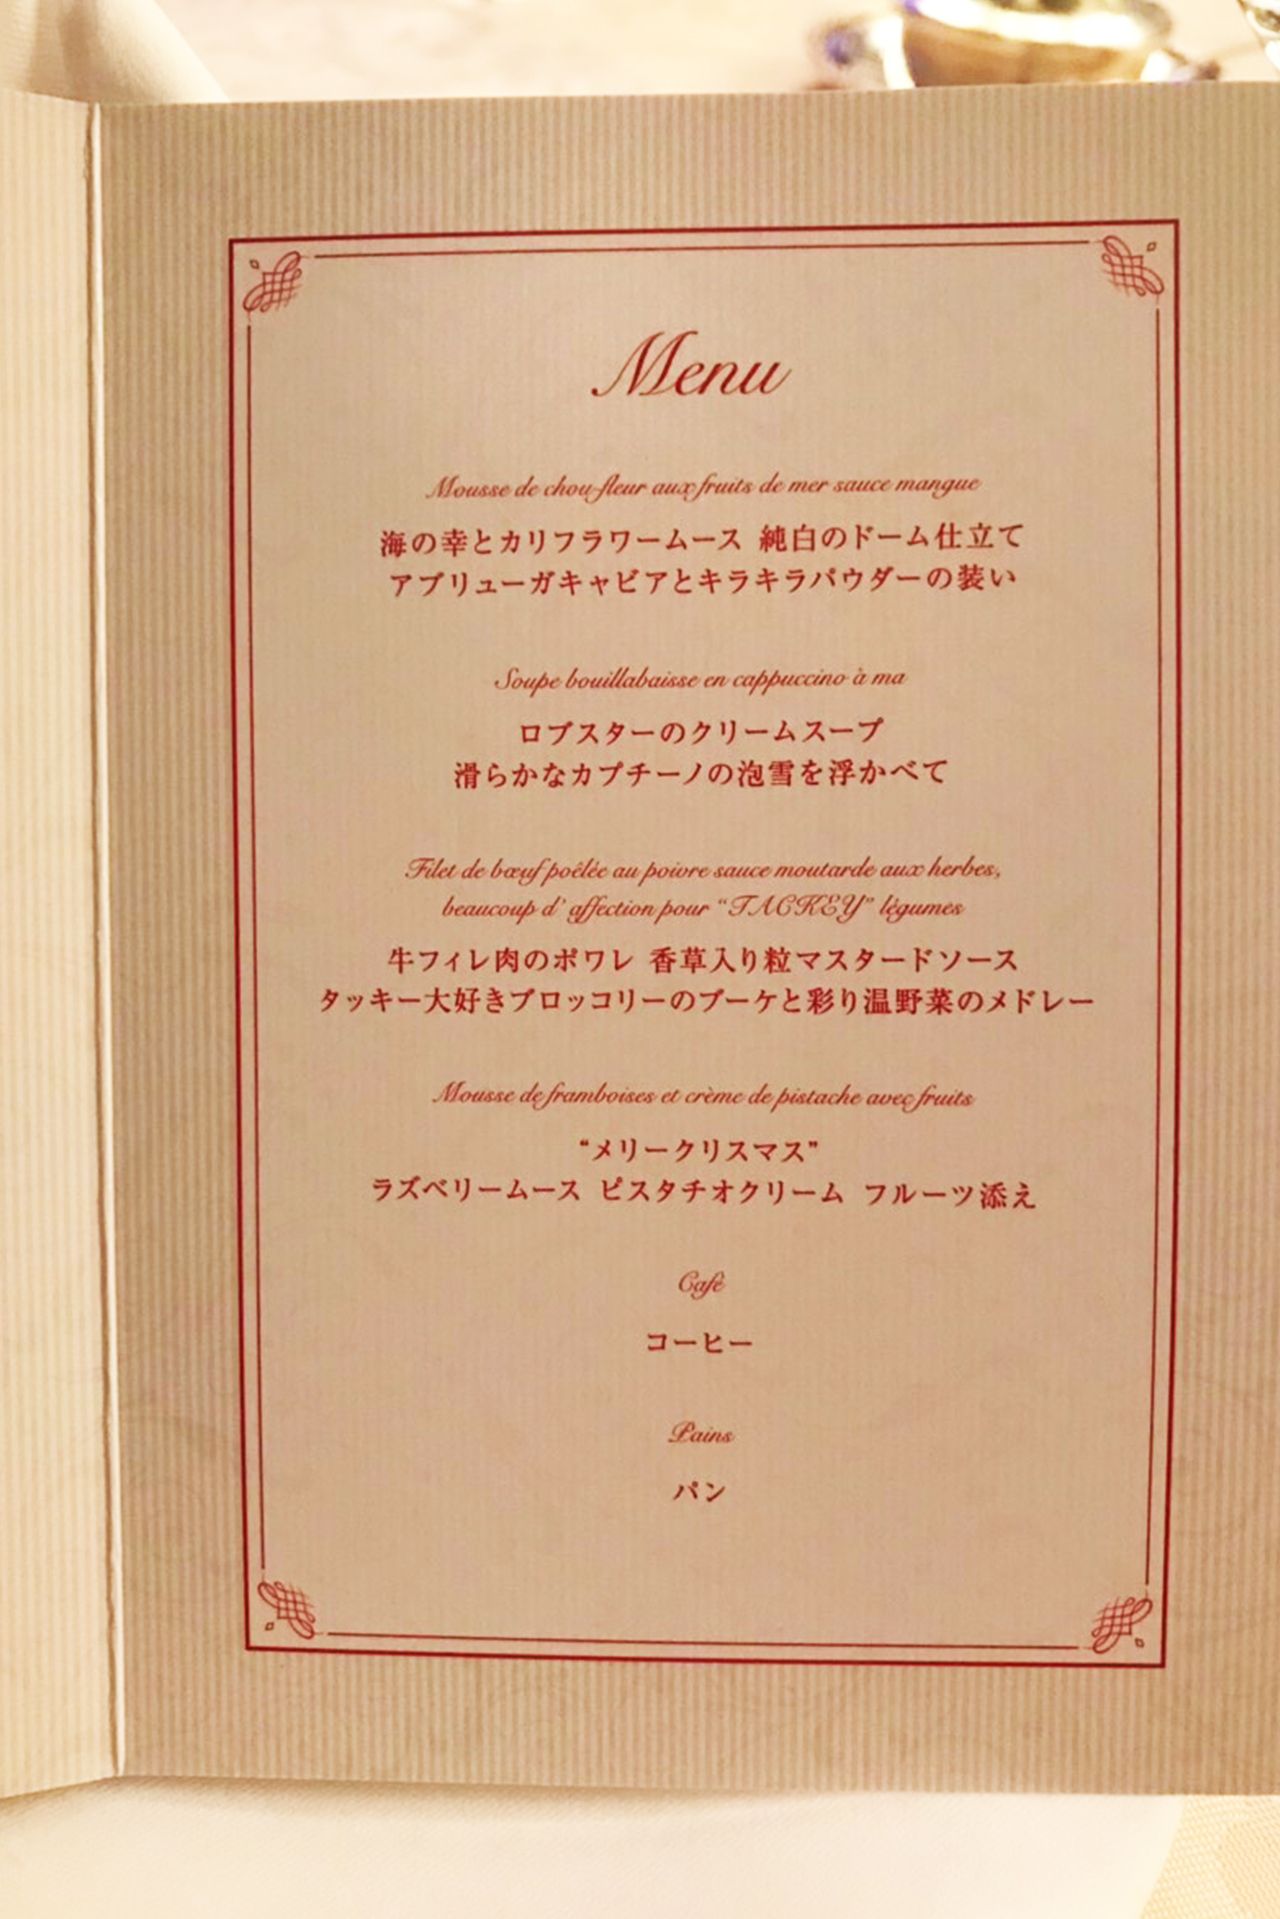 Menu
Mousse de chou-fleur aux fruits de mer sauce mangue
海の幸とカリフラワームース 純白のドーム仕立て
アブリューガキャビアとキラキラパウダーの装い
Soupe bouillabaisse en cappuccino à ma
ロブスターのクリームスープ
滑らかなカプチーノの泡雪を浮かべて
Filet de bœuf poêlée au poivre sauce moutarde aux herbes,
beaucoup d' affection pour “TACKEY” légumes
牛フィレ肉のポワレ 香草入り粒マスタードソース
タッキー大好きブロッコリーのブーケと彩り温野菜のメドレー
Mousse de framboises et crème de pistache avec fruits
“メリークリスマス”
ラズベリームース ピスタチオクリーム フルーツ添え
Café
コーヒー
Pains
パン